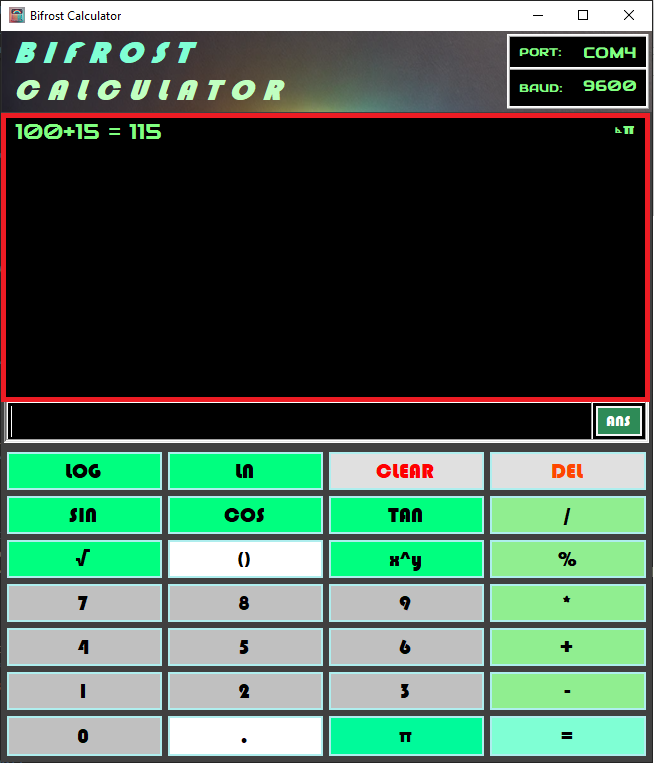 Bifrost Calculator
BIFROST
CALCULATOR
PORT: COM4
BAUD: 9600
100+15 = 115
⊾π
ANS
LOG LN CLEAR DEL
SIN COS TAN /
√ () x^y %
7 8 9 *
4 5 6 +
1 2 3 -
0 . π =